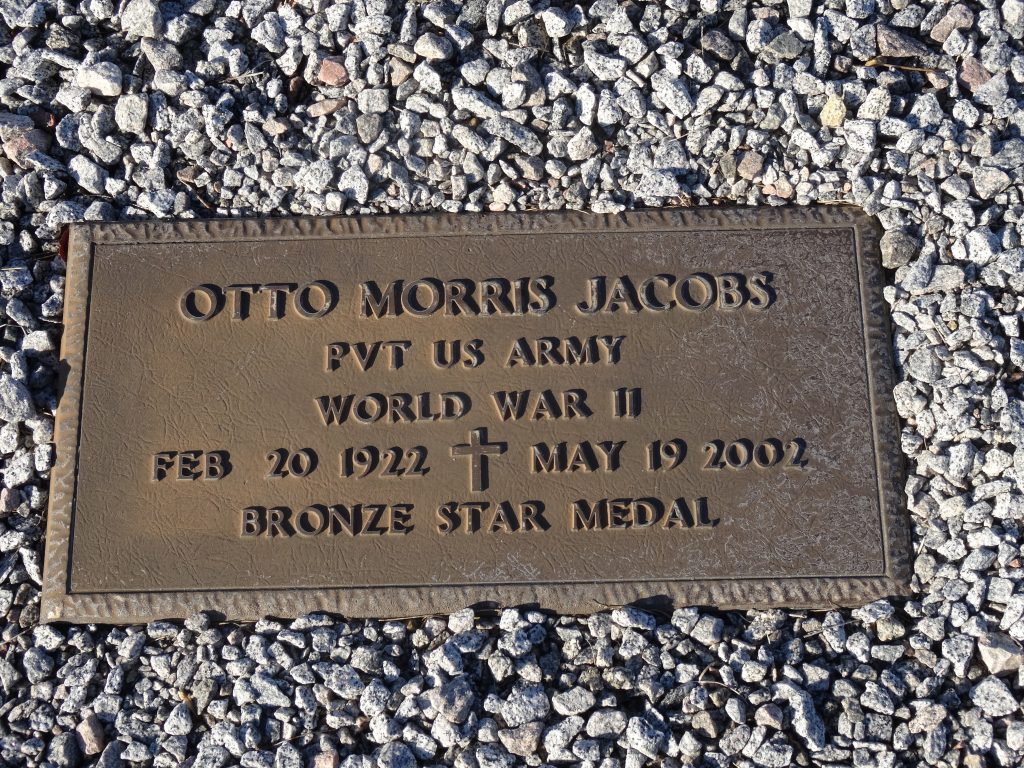 OTTO MORRIS JACOBS
PVT US ARMY
WORLD WAR II
FEB 20 1922 MAY 19 2002
BRONZE STAR MEDAL